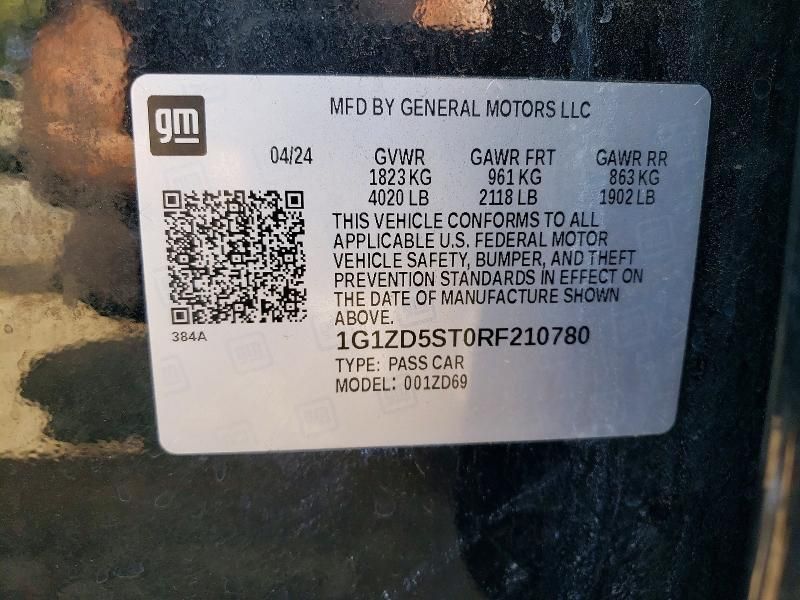 gm
MFD BY GENERAL MOTORS LLC
04/24 GVWR GAWR FRT GAWR RR
1823 KG 961 KG 863 KG
4020 LB 2118 LB 1902 LB
THIS VEHICLE CONFORMS TO ALL
APPLICABLE U.S. FEDERAL MOTOR
VEHICLE SAFETY, BUMPER, AND THEFT
PREVENTION STANDARDS IN EFFECT ON
THE DATE OF MANUFACTURE SHOWN
ABOVE.
384A
1G1ZD5ST0RF210780
TYPE: PASS CAR
MODEL: 001ZD69